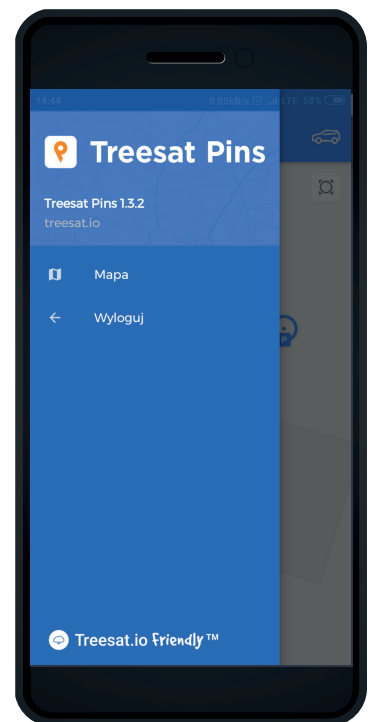 14:44 0,05kB/s LTE 58%
Treesat Pins
Treesat Pins 1.3.2
treesat.io
Mapa
Wyloguj
P
Treesat.io Friendly™